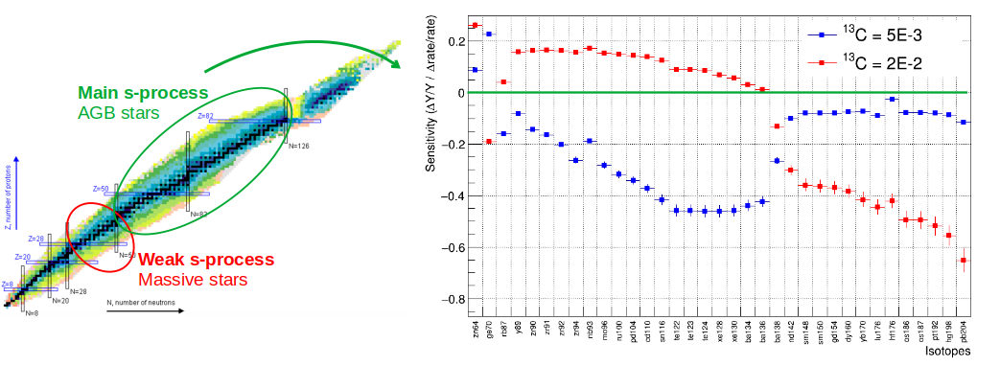 Main s-process
AGB stars
Z=82
N=126
Z=50
N=82
Z, number of protons
Z=28
N=50
Weak s-process
Massive stars
Z=20
N=28
Z=8
N=20
N=8
N, number of neutrons
Sensitivity (ΔY/Y / Δrate/rate)
0.2
0
−0.2
−0.4
−0.6
−0.8
¹³C = 5E-3
¹³C = 2E-2
zn64
ge70
rb87
y89
zr90
zr91
zr92
zr94
nb93
mo96
ru100
pd104
cd110
sn116
te122
te123
te124
xe128
xe130
ba134
ba136
ba138
nd142
sm148
sm150
gd154
dy160
yb170
lu176
hf176
os186
os187
pt192
hg198
pb204
Isotopes